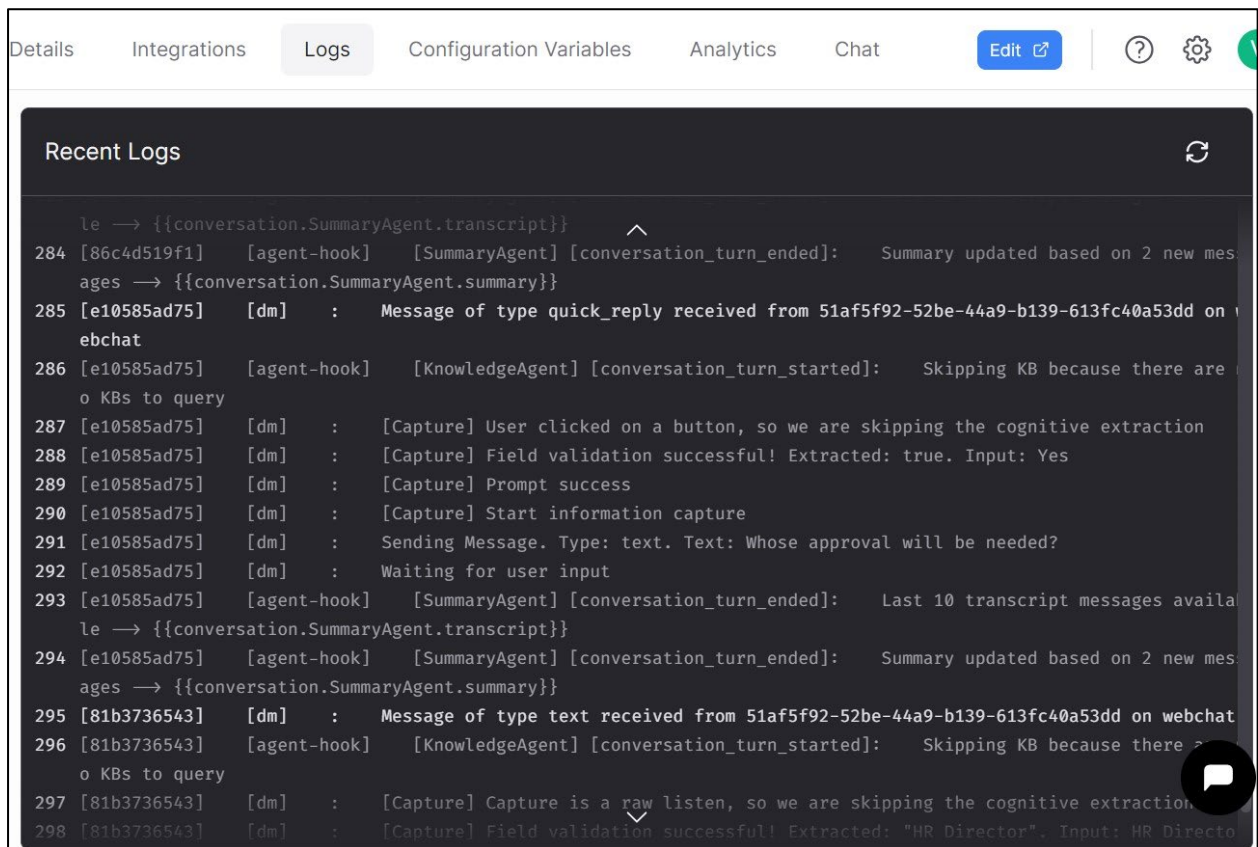 Details Integrations Logs Configuration Variables Analytics Chat Edit
Recent Logs
le —> {{conversation.SummaryAgent.transcript}}
284 [86c4d519f1] [agent-hook] [SummaryAgent] [conversation_turn_ended]: Summary updated based on 2 new mes
ages —> {{conversation.SummaryAgent.summary}}
285 [e10585ad75] [dm] : Message of type quick_reply received from 51af5f92-52be-44a9-b139-613fc40a53dd on w
ebchat
286 [e10585ad75] [agent-hook] [KnowledgeAgent] [conversation_turn_started]: Skipping KB because there are n
o KBs to query
287 [e10585ad75] [dm] : [Capture] User clicked on a button, so we are skipping the cognitive extraction
288 [e10585ad75] [dm] : [Capture] Field validation successful! Extracted: true. Input: Yes
289 [e10585ad75] [dm] : [Capture] Prompt success
290 [e10585ad75] [dm] : [Capture] Start information capture
291 [e10585ad75] [dm] : Sending Message. Type: text. Text: Whose approval will be needed?
292 [e10585ad75] [dm] : Waiting for user input
293 [e10585ad75] [agent-hook] [SummaryAgent] [conversation_turn_ended]: Last 10 transcript messages availab
le —> {{conversation.SummaryAgent.transcript}}
294 [e10585ad75] [agent-hook] [SummaryAgent] [conversation_turn_ended]: Summary updated based on 2 new mes
ages —> {{conversation.SummaryAgent.summary}}
295 [81b3736543] [dm] : Message of type text received from 51af5f92-52be-44a9-b139-613fc40a53dd on webchat
296 [81b3736543] [agent-hook] [KnowledgeAgent] [conversation_turn_started]: Skipping KB because there
o KBs to query
297 [81b3736543] [dm] : [Capture] Capture is a raw listen, so we are skipping the cognitive extraction
298 [81b3736543] [dm] : [Capture] Field validation successful! Extracted: "HR Director". Input: HR Directo